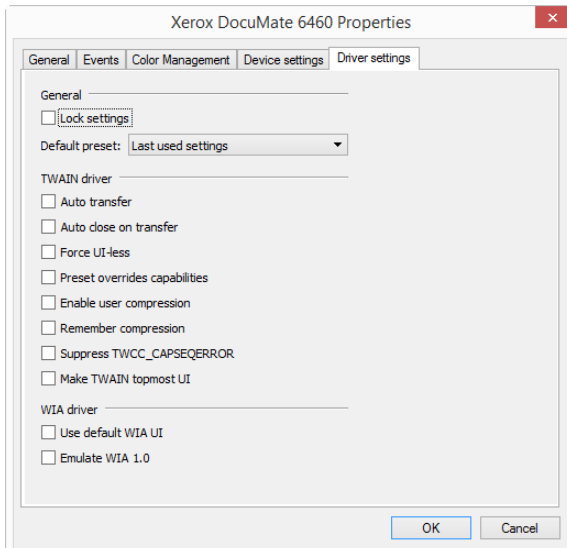 Xerox DocuMate 6460 Properties
General Events Color Management Device settings Driver settings
General
Lock settings
Default preset: Last used settings
TWAIN driver
Auto transfer
Auto close on transfer
Force UI-less
Preset overrides capabilities
Enable user compression
Remember compression
Suppress TWCC_CAPSEQERROR
Make TWAIN topmost UI
WIA driver
Use default WIA UI
Emulate WIA 1.0
OK Cancel